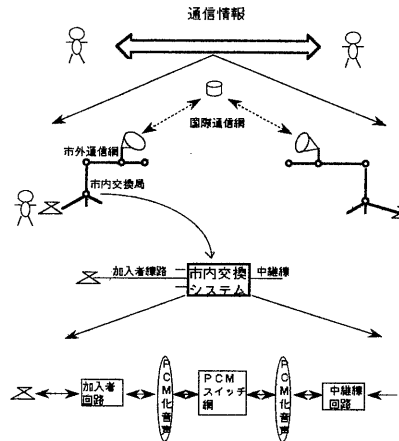 通信情報
国際通信網
市外通信網
市内交換局
加入者線路
市内交換
システム
中継線
加入者
回路
PCM化音声
PCM
スイッチ
網
PCM化音声
中継線
回路